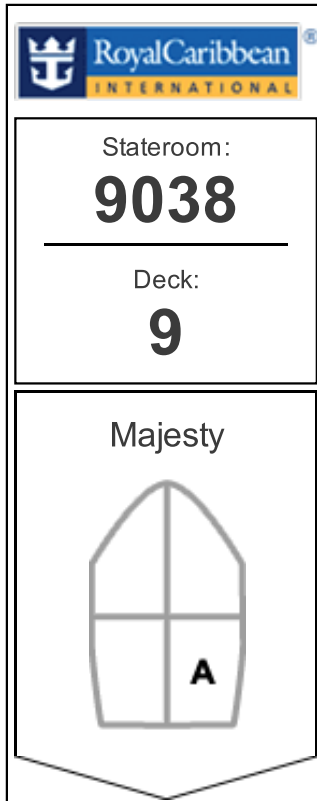 RoyalCaribbean ®
INTERNATIONAL
Stateroom:
9038
Deck:
9
Majesty
A